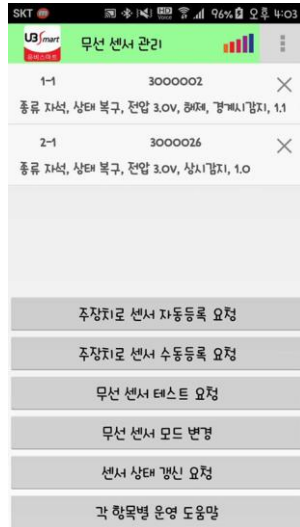 SKT 96% 오후 4:03
UBSmart
유비스마트
무선 센서 관리
1-1 3000002
종류 자석, 상태 복구, 전압 3.0V, 해제, 경계시감지, 1.1
2-1 3000026
종류 자석, 상태 복구, 전압 3.0V, 상시감지, 1.0
주장치로 센서 자동등록 요청
주장치로 센서 수동등록 요청
무선 센서 테스트 요청
무선 센서 모드 변경
센서 상태 갱신 요청
각 항목별 운영 도움말